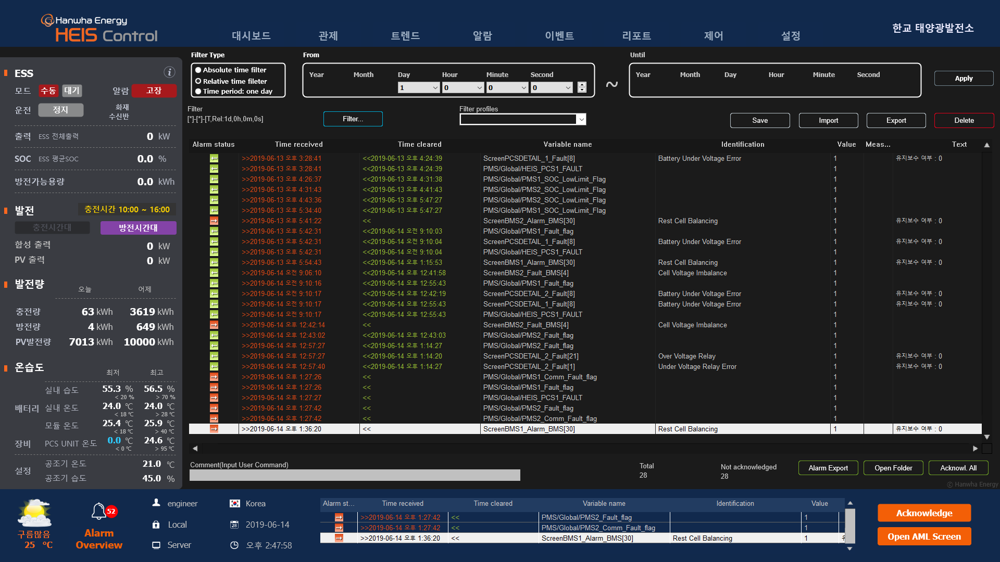 Hanwha Energy
HEIS Control
대시보드 관제 트렌드 알람 이벤트 리포트 제어 설정
한교 태양광발전소
ESS
모드 수동 대기 알람 고장
운전 정지 화재 수신반
출력 ESS 전체출력 0 kW
SOC ESS 평균SOC 0.0 %
방전가능용량 0.0 kWh
발전 충전시간 10:00 ~ 16:00
충전시간대 방전시간대
합성 출력 0 kW
PV 출력 0 kW
발전량 오늘 어제
충전량 63 kWh 3619 kWh
방전량 4 kWh 649 kWh
PV발전량 7013 kWh 10000 kWh
온습도 최저 최고
실내 습도 55.3 % 56.5 %
< 20 % > 70 %
배터리 실내 온도 24.0 ℃ 24.0 ℃
< 18 ℃ > 28 ℃
모듈 온도 25.4 ℃ 25.9 ℃
< 18 ℃ > 40 ℃
장비 PCS UNIT 온도 0.0 ℃ 24.6 ℃
< 0 ℃ > 95 ℃
설정 공조기 온도 21.0 ℃
공조기 습도 45.0 %
Filter Type From Until
Absolute time filter
Relative time fileter
Time period: one day
Year Month Day Hour Minute Second
1 0 0 0
~
Year Month Day Hour Minute Second
Apply
Filter
[*]-[*]-[T,Rel:1d,0h,0m,0s]
Filter...
Filter profiles
Save Import Export Delete
Alarm status Time received Time cleared Variable name Identification Value Meas... Text
>>2019-06-13 오후 3:28:41 <<2019-06-13 오후 4:24:39 ScreenPCSDETAIL_1_Fault[8] Battery Under Voltage Error 1 유지보수 여부 : 0
>>2019-06-13 오후 3:28:41 <<2019-06-13 오후 4:24:39 PMS/Global/HEIS_PCS1_FAULT 1
>>2019-06-13 오후 4:26:37 <<2019-06-13 오후 4:31:38 PMS/Global/PMS1_SOC_LowLimit_Flag 1
>>2019-06-13 오후 4:31:43 <<2019-06-13 오후 4:41:43 PMS/Global/PMS2_SOC_LowLimit_Flag 1
>>2019-06-13 오후 4:43:36 <<2019-06-13 오후 5:47:27 PMS/Global/PMS2_SOC_LowLimit_Flag 1
>>2019-06-13 오후 5:34:40 <<2019-06-13 오후 5:47:27 PMS/Global/PMS1_SOC_LowLimit_Flag 1
>>2019-06-13 오후 5:41:22 << ScreenBMS2_Alarm_BMS[30] Rest Cell Balancing 1 유지보수 여부 : 0
>>2019-06-13 오후 5:42:31 <<2019-06-14 오전 9:10:03 PMS/Global/PMS1_Fault_flag 1
>>2019-06-13 오후 5:42:31 <<2019-06-14 오전 9:10:04 ScreenPCSDETAIL_1_Fault[8] Battery Under Voltage Error 1 유지보수 여부 : 0
>>2019-06-13 오후 5:42:31 <<2019-06-14 오전 9:10:04 PMS/Global/HEIS_PCS1_FAULT 1
>>2019-06-13 오후 5:54:43 <<2019-06-14 오후 1:15:53 ScreenBMS1_Alarm_BMS[30] Rest Cell Balancing 1 유지보수 여부 : 0
>>2019-06-14 오전 9:06:10 <<2019-06-14 오후 12:41:58 ScreenBMS2_Fault_BMS[4] Cell Voltage Imbalance 1
>>2019-06-14 오전 9:10:16 <<2019-06-14 오후 12:55:43 PMS/Global/PMS1_Fault_flag 1
>>2019-06-14 오전 9:10:17 <<2019-06-14 오후 12:42:19 ScreenPCSDETAIL_2_Fault[8] Battery Under Voltage Error 1 유지보수 여부 : 0
>>2019-06-14 오전 9:10:17 <<2019-06-14 오후 12:55:43 ScreenPCSDETAIL_1_Fault[8] Battery Under Voltage Error 1 유지보수 여부 : 0
>>2019-06-14 오전 9:10:17 <<2019-06-14 오후 12:55:43 PMS/Global/HEIS_PCS1_FAULT 1
>>2019-06-14 오후 12:42:14 << ScreenBMS2_Fault_BMS[4] Cell Voltage Imbalance 1
>>2019-06-14 오후 12:43:02 <<2019-06-14 오후 12:43:03 PMS/Global/PMS2_Fault_flag 1
>>2019-06-14 오후 12:57:27 <<2019-06-14 오후 1:14:27 PMS/Global/PMS2_Fault_flag 1
>>2019-06-14 오후 12:57:27 <<2019-06-14 오후 1:14:20 ScreenPCSDETAIL_2_Fault[21] Over Voltage Relay 1 유지보수 여부 : 0
>>2019-06-14 오후 12:57:40 <<2019-06-14 오후 1:14:27 ScreenPCSDETAIL_2_Fault[1] Under Voltage Relay Error 1 유지보수 여부 : 0
>>2019-06-14 오후 1:27:26 << PMS/Global/PMS1_Comm_Fault_flag 1
>>2019-06-14 오후 1:27:26 << PMS/Global/PMS1_Fault_flag 1
>>2019-06-14 오후 1:27:27 << PMS/Global/HEIS_PCS1_FAULT 1
>>2019-06-14 오후 1:27:42 << PMS/Global/PMS2_Fault_flag 1
>>2019-06-14 오후 1:27:42 << PMS/Global/PMS2_Comm_Fault_flag 1
>>2019-06-14 오후 1:36:20 << ScreenBMS1_Alarm_BMS[30] Rest Cell Balancing 1 유지보수 여부 : 0
Comment(Input User Command)
Total
28
Not acknowledged
28
Alarm Export Open Folder Acknowl. All
© Hanwha Energy
구름많음
25 ℃
52
Alarm
Overview
engineer
Local
Server
Korea
28 2019-06-14
오후 2:47:58
Alarm st... Time received Time cleared Variable name Identification Value
>>2019-06-14 오후 1:27:42 << PMS/Global/PMS2_Fault_flag 1
>>2019-06-14 오후 1:27:42 << PMS/Global/PMS2_Comm_Fault_flag 1
>>2019-06-14 오후 1:36:20 << ScreenBMS1_Alarm_BMS[30] Rest Cell Balancing 1
Acknowledge
Open AML Screen